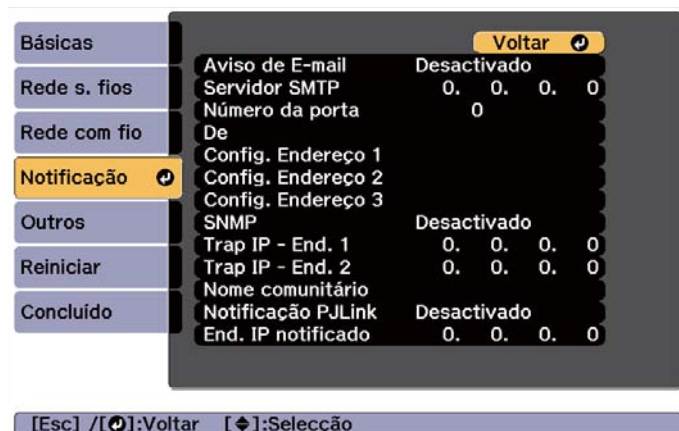 Básicas
Rede s. fios
Rede com fio
Notificação
Outros
Reiniciar
Concluído
Voltar
Aviso de E-mail Desactivado
Servidor SMTP 0. 0. 0. 0
Número da porta 0
De
Config. Endereço 1
Config. Endereço 2
Config. Endereço 3
SNMP Desactivado
Trap IP - End. 1 0. 0. 0. 0
Trap IP - End. 2 0. 0. 0. 0
Nome comunitário
Notificação PJLink Desactivado
End. IP notificado 0. 0. 0. 0
[Esc] /[⏎]:Voltar [◆]:Selecção